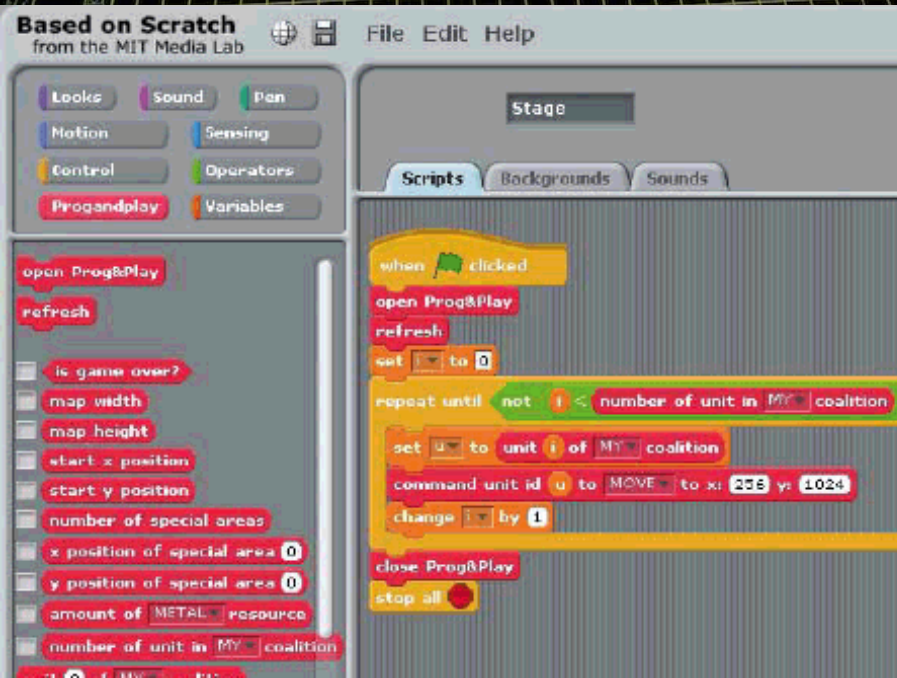 Based on Scratch
from the MIT Media Lab
File Edit Help
Looks Sound Pen
Motion Sensing
Control Operators
Progandplay Variables
Stage
Scripts Backgrounds Sounds
open Prog&Play
refresh
is game over?
map width
map height
start x position
start y position
number of special areas
x position of special area 0
y position of special area 0
amount of METAL resource
number of unit in MY coalition
when clicked
open Prog&Play
refresh
set i to 0
repeat until not i < number of unit in MY coalition
set u to unit i of MY coalition
command unit id u to MOVE to x: 256 y: 1024
change i by 1
close Prog&Play
stop all